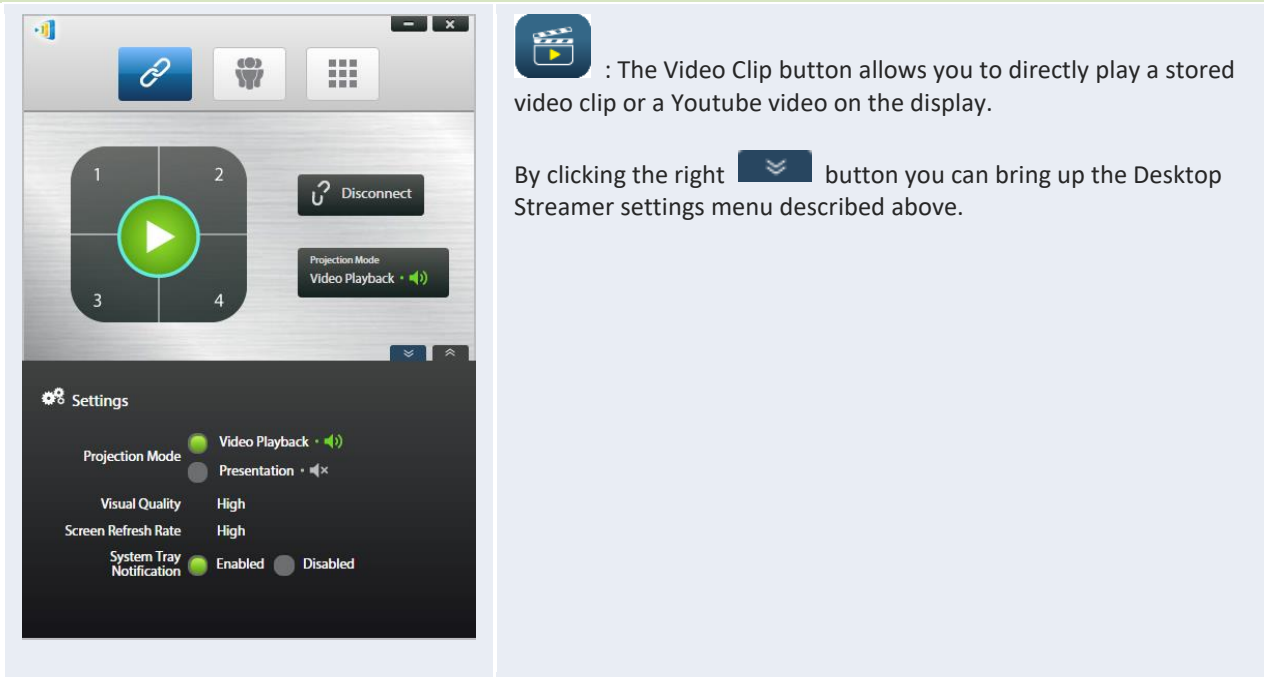 1
2
3
4
Disconnect
Projection Mode
Video Playback
Settings
Projection Mode
Video Playback
Presentation
Visual Quality
High
Screen Refresh Rate
High
System Tray
Notification
Enabled
Disabled
: The Video Clip button allows you to directly play a stored
video clip or a Youtube video on the display.
By clicking the right button you can bring up the Desktop
Streamer settings menu described above.